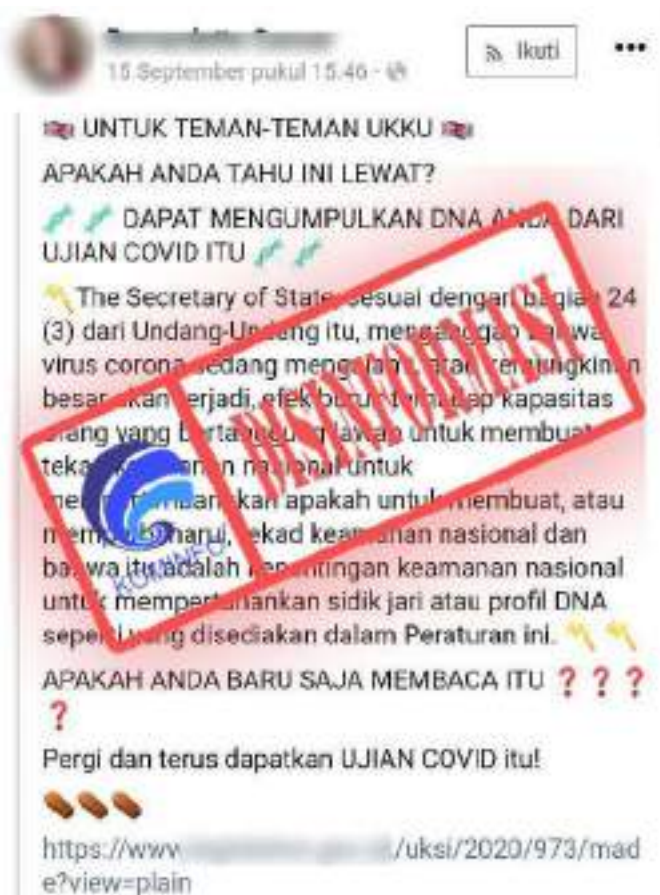 15 September pukul 15.46
Ikuti
UNTUK TEMAN-TEMAN UKKU
APAKAH ANDA TAHU INI LEWAT?
DAPAT MENGUMPULKAN DNA ANDA DARI
UJIAN COVID ITU
The Secretary of State, sesuai dengan bagian 24
(3) dari Undang-Undang itu, menganggap bahwa
virus corona sedang mengalami, atau kemungkinan
besar akan terjadi, efek buruk terhadap kapasitas
orang yang bertanggung jawab untuk membuat
nasional untuk
apakah untuk membuat, atau
tekad keamanan nasional dan
bahwa itu adalah kepentingan keamanan nasional
untuk mempertahankan sidik jari atau profil DNA
seperti yang disediakan dalam Peraturan ini.
DISINFORMASI
KOMINFO
APAKAH ANDA BARU SAJA MEMBACA ITU ❓ ❓ ❓
❓
Pergi dan terus dapatkan UJIAN COVID itu!
https://www /uksi/2020/973/mad
e?view=plain